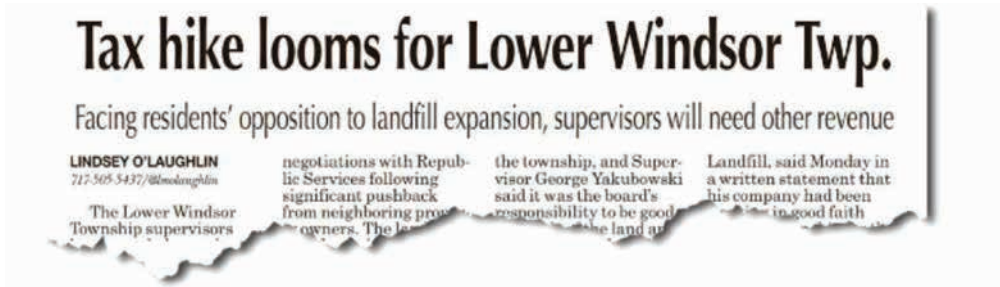 Tax hike looms for Lower Windsor Twp.
Facing residents' opposition to landfill expansion, supervisors will need other revenue
LINDSEY O'LAUGHLIN
717-505-5437/@lmolaughlin
The Lower Windsor
Township supervisors
negotiations with Repub-
lic Services following
significant pushback
from neighboring
owners. The
the township, and Super-
visor George Yakubowski
said it was the board's
responsibility to be good
land
Landfill, said Monday in
a written statement that
his company had been
in good faith